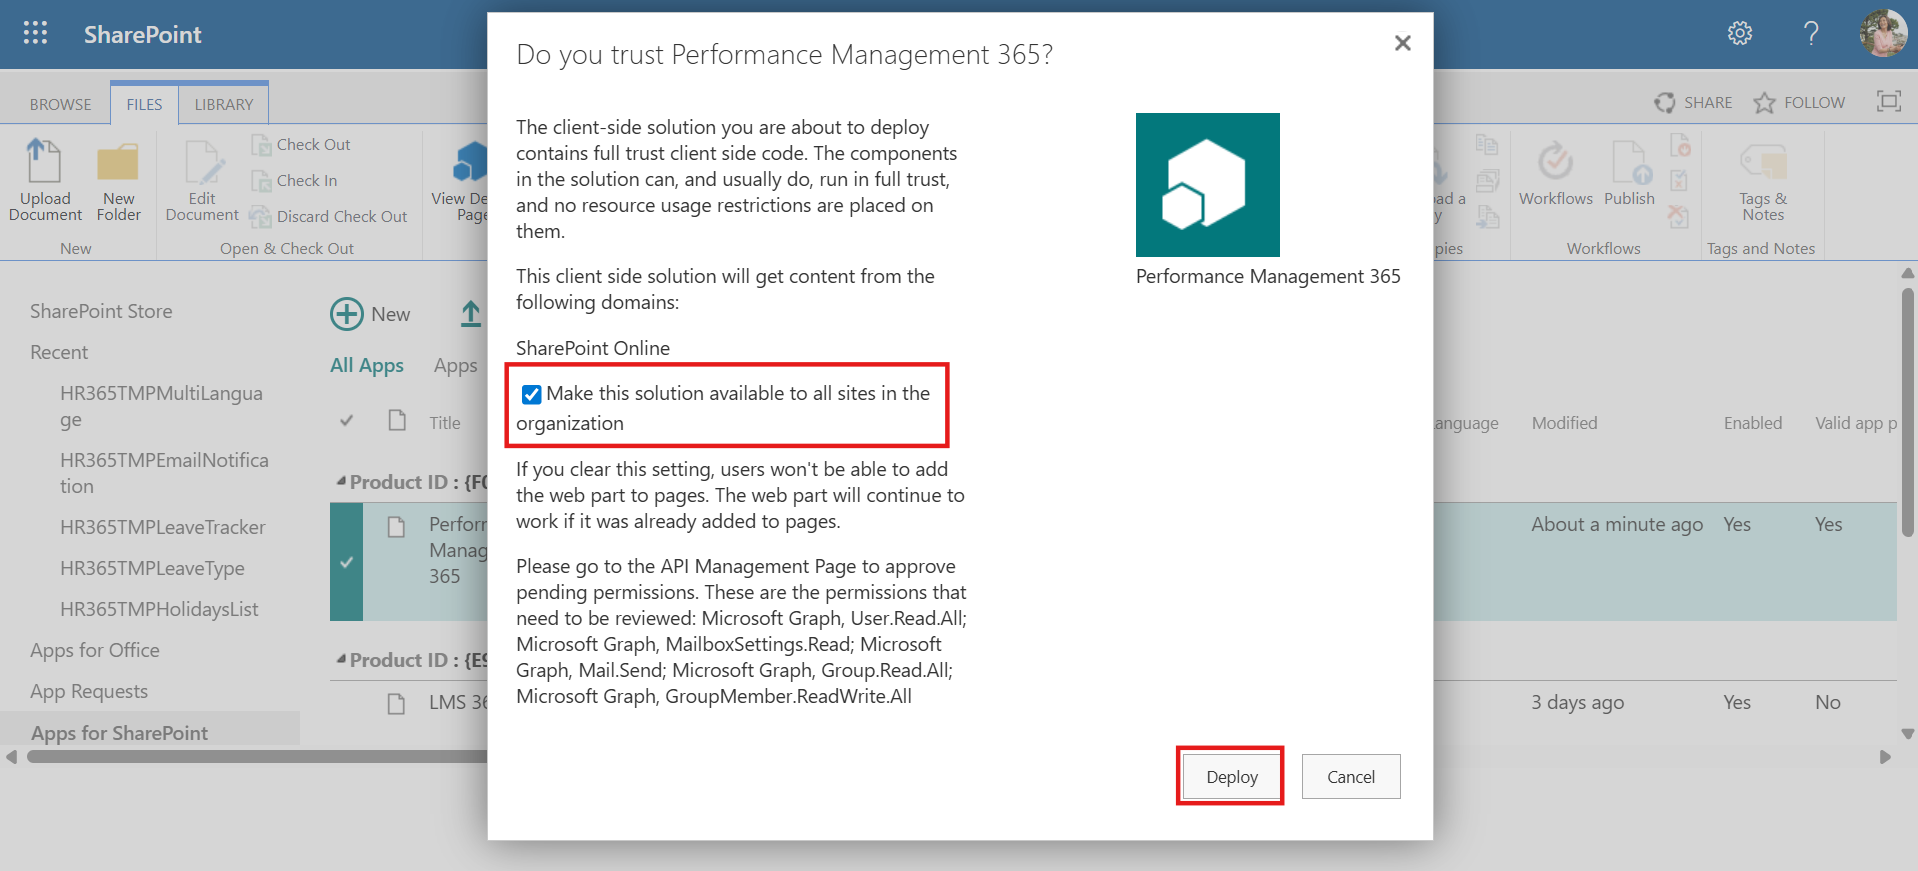 SharePoint
BROWSE
FILES
LIBRARY
SHARE
FOLLOW
Upload Document
New Folder
New
Edit Document
Check Out
Check In
Discard Check Out
Open & Check Out
View De
Page
ad a
y
pies
Workflows
Publish
Workflows
Tags & Notes
Tags and Notes
SharePoint Store
Recent
HR365TMPMultiLangua
ge
HR365TMPEmailNotifica
tion
HR365TMPLeaveTracker
HR365TMPLeaveType
HR365TMPHolidaysList
Apps for Office
App Requests
Apps for SharePoint
New
All Apps
Apps
Title
anguage
Modified
Enabled
Valid app p
Product ID : {F0
Perforr
Manag
365
About a minute ago
Yes
Yes
Product ID : {E9
LMS 36
3 days ago
Yes
No
Do you trust Performance Management 365?
The client-side solution you are about to deploy
contains full trust client side code. The components
in the solution can, and usually do, run in full trust,
and no resource usage restrictions are placed on
them.
This client side solution will get content from the
following domains:
SharePoint Online
Make this solution available to all sites in the
organization
If you clear this setting, users won't be able to add
the web part to pages. The web part will continue to
work if it was already added to pages.
Please go to the API Management Page to approve
pending permissions. These are the permissions that
need to be reviewed: Microsoft Graph, User.Read.All;
Microsoft Graph, MailboxSettings.Read; Microsoft
Graph, Mail.Send; Microsoft Graph, Group.Read.All;
Microsoft Graph, GroupMember.ReadWrite.All
Performance Management 365
Deploy
Cancel